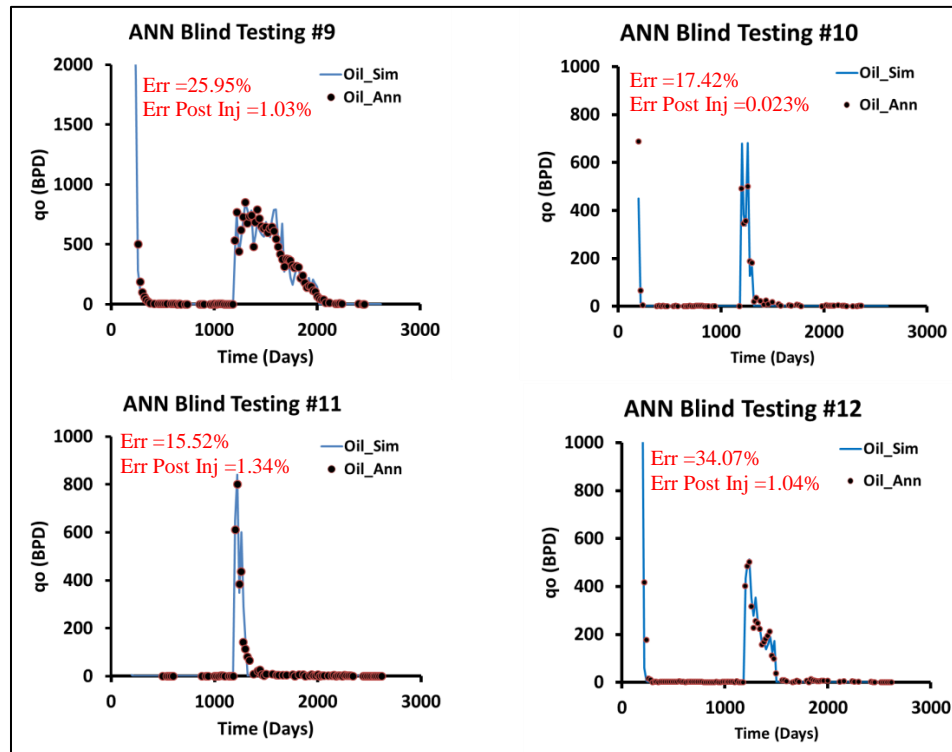 ANN Blind Testing #9
Err =25.95%
Err Post Inj =1.03%
Oil_Sim
Oil_Ann
qo (BPD)
2000
1500
1000
500
0
0 1000 2000 3000
Time (Days)
ANN Blind Testing #10
Err =17.42%
Err Post Inj =0.023%
Oil_Sim
Oil_Ann
qo (BPD)
1000
800
600
400
200
0
0 1000 2000 3000
Time (Days)
ANN Blind Testing #11
Err =15.52%
Err Post Inj =1.34%
Oil_Sim
Oil_Ann
qo (BPD)
1000
800
600
400
200
0
0 1000 2000 3000
Time (Days)
ANN Blind Testing #12
Err =34.07%
Err Post Inj =1.04%
Oil_Sim
Oil_Ann
qo (BPD)
1000
800
600
400
200
0
0 1000 2000 3000
Time (Days)